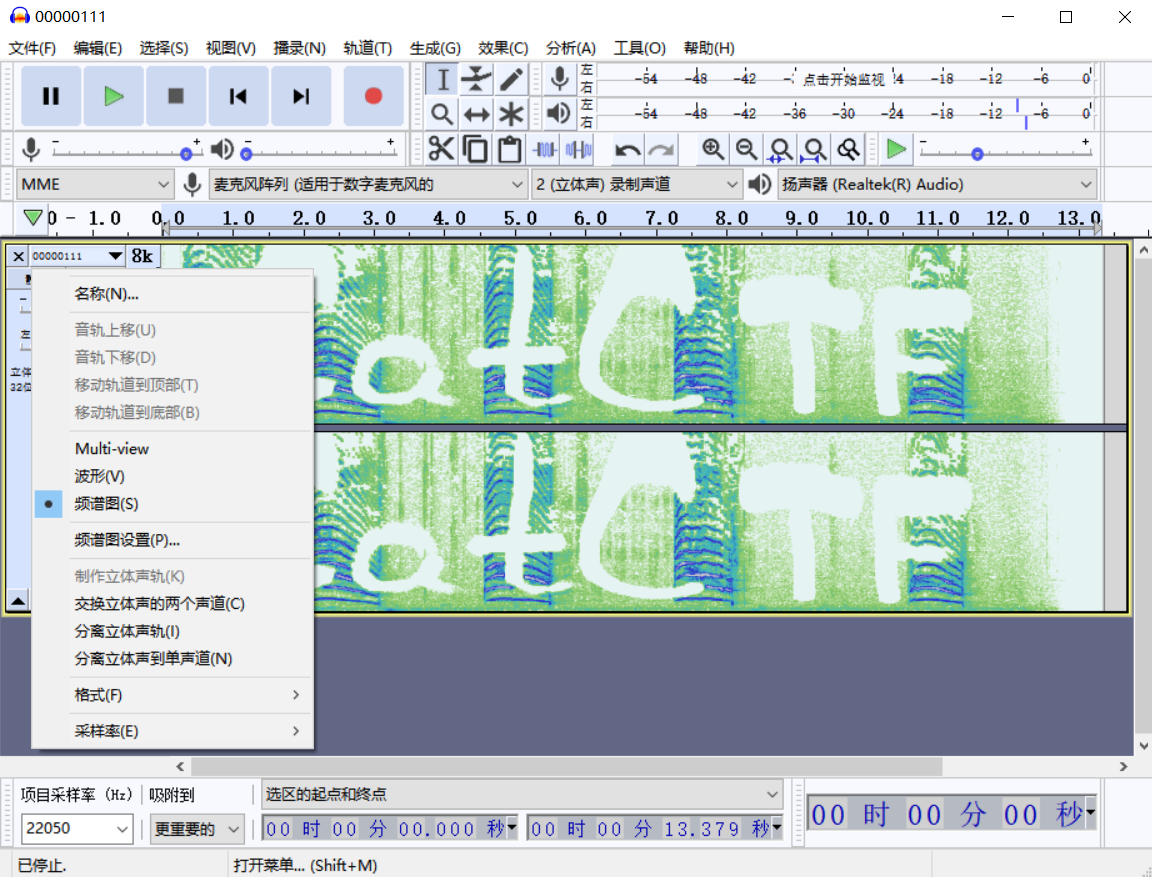 00000111
文件(F) 编辑(E) 选择(S) 视图(V) 播录(N) 轨道(T) 生成(G) 效果(C) 分析(A) 工具(O) 帮助(H)
左 右 -54 -48 -42 -3 点击开始监视 4 -18 -12 -6 0
左 右 -54 -48 -42 -36 -30 -24 -18 -12 -6 0
- + - + - +
MME 麦克风阵列 (适用于数字麦克风的 2 (立体声) 录制声道 扬声器 (Realtek(R) Audio)
0 - 1.0 0.0 1.0 2.0 3.0 4.0 5.0 6.0 7.0 8.0 9.0 10.0 11.0 12.0 13.0
00000111 8k
左
立体
32位
名称(N)...
音轨上移(U)
音轨下移(D)
移动轨道到顶部(T)
移动轨道到底部(B)
Multi-view
波形(V)
频谱图(S)
频谱图设置(P)...
制作立体声轨(K)
交换立体声的两个声道(C)
分离立体声轨(I)
分离立体声到单声道(N)
格式(F)
采样率(E)
atCTF
atCTF
项目采样率 (Hz) 吸附到 选区的起点和终点
22050 更重要的 00 时 00 分 00.000 秒 00 时 00 分 13.379 秒 00 时 00 分 00 秒
已停止. 打开菜单... (Shift+M)